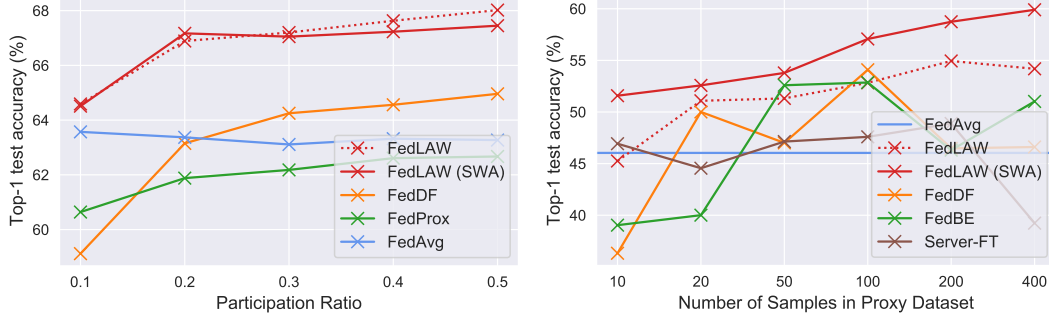 Top-1 test accuracy (%)
68
66
64
62
60
0.1
0.2
0.3
0.4
0.5
Participation Ratio
FedLAW
FedLAW (SWA)
FedDF
FedProx
FedAvg
Top-1 test accuracy (%)
60
55
50
45
40
10
20
50
100
200
400
Number of Samples in Proxy Dataset
FedAvg
FedLAW
FedLAW (SWA)
FedDF
FedBE
Server-FT